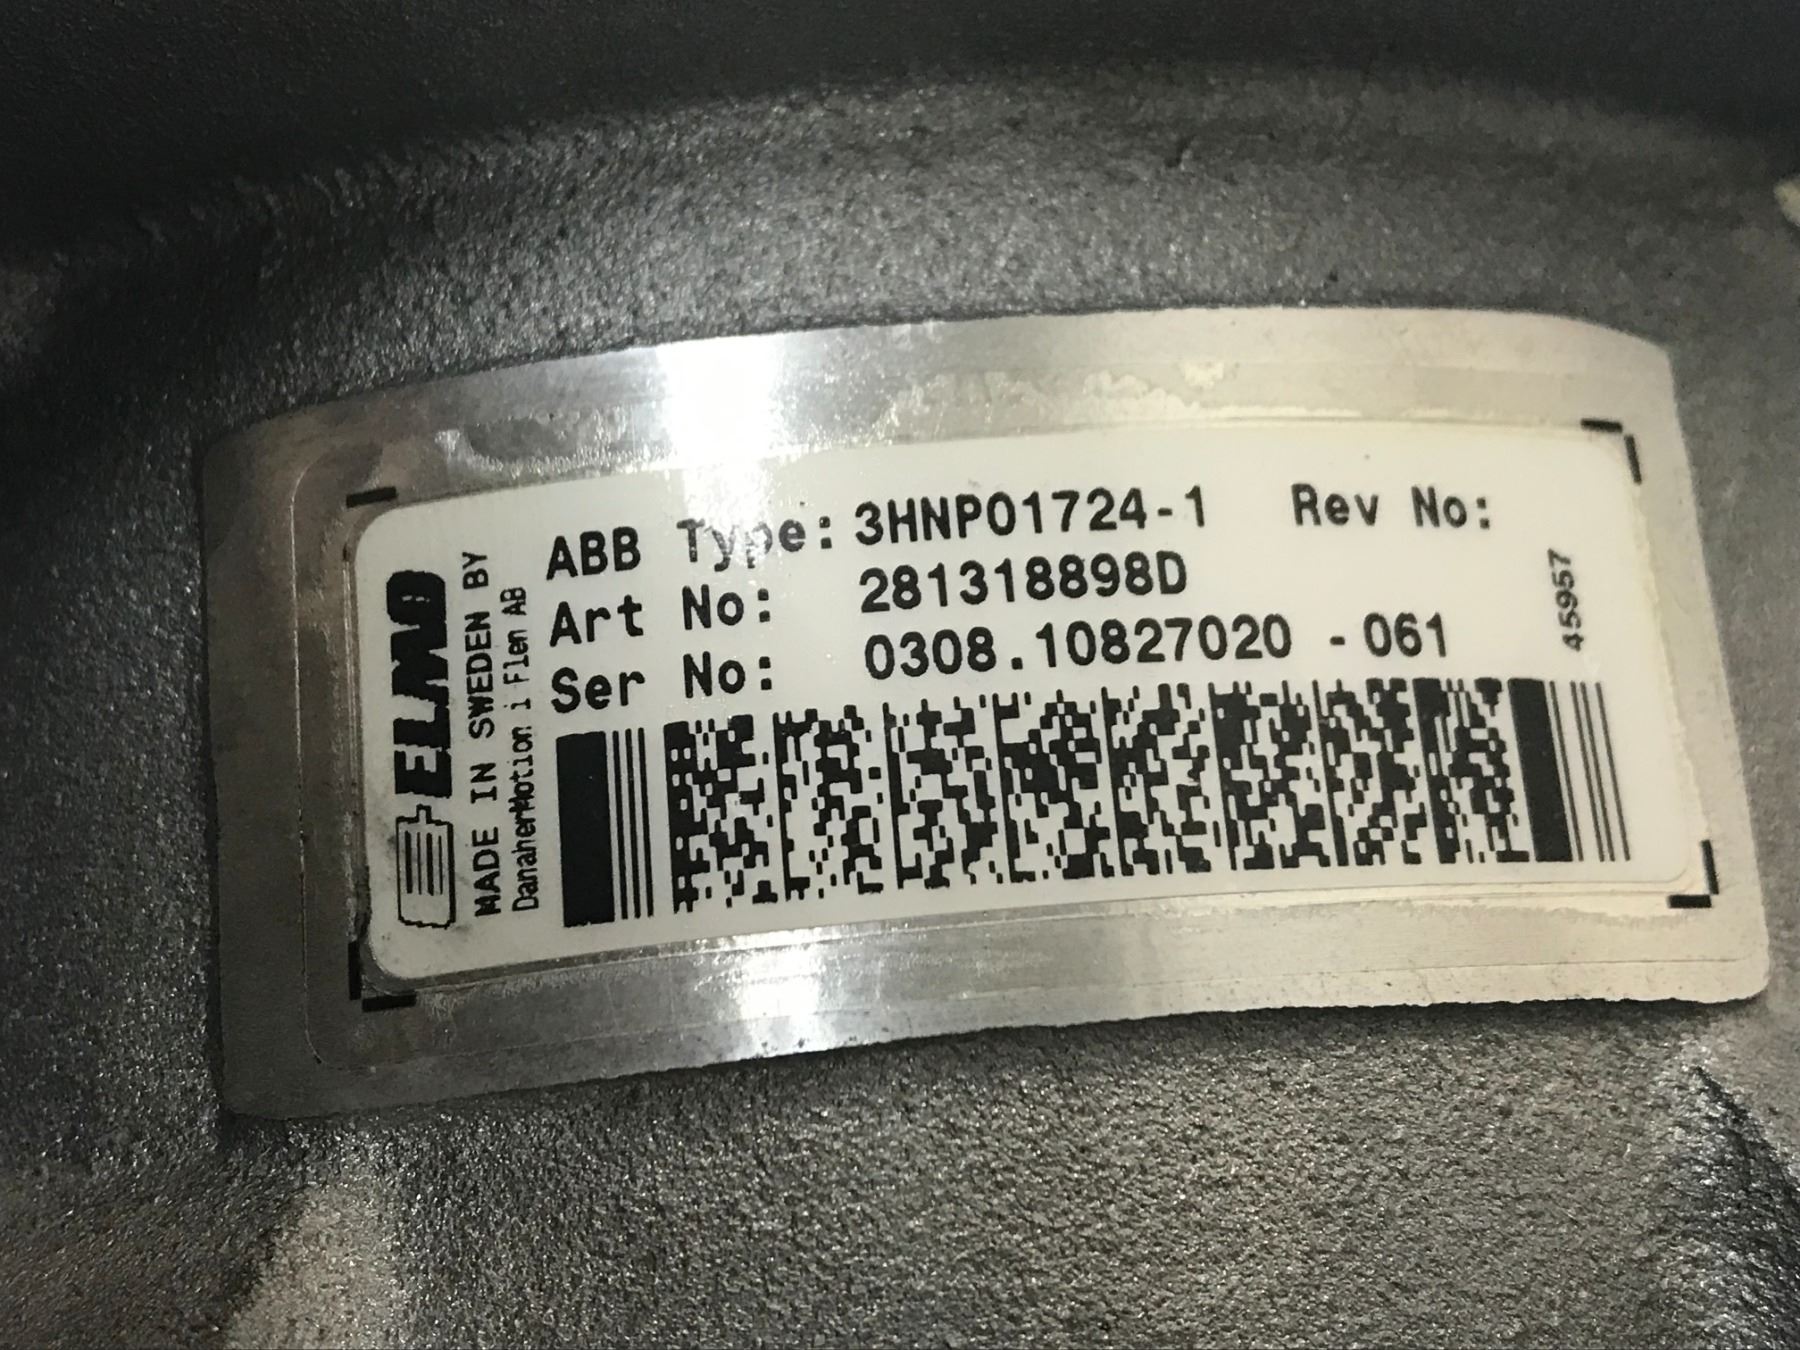 ELMO
MADE IN SWEDEN BY
DanaherMotion i Flen AB
ABB Type: 3HNP01724-1 Rev No:
Art No: 281318898D
Ser No: 0308.10827020 -061
45957